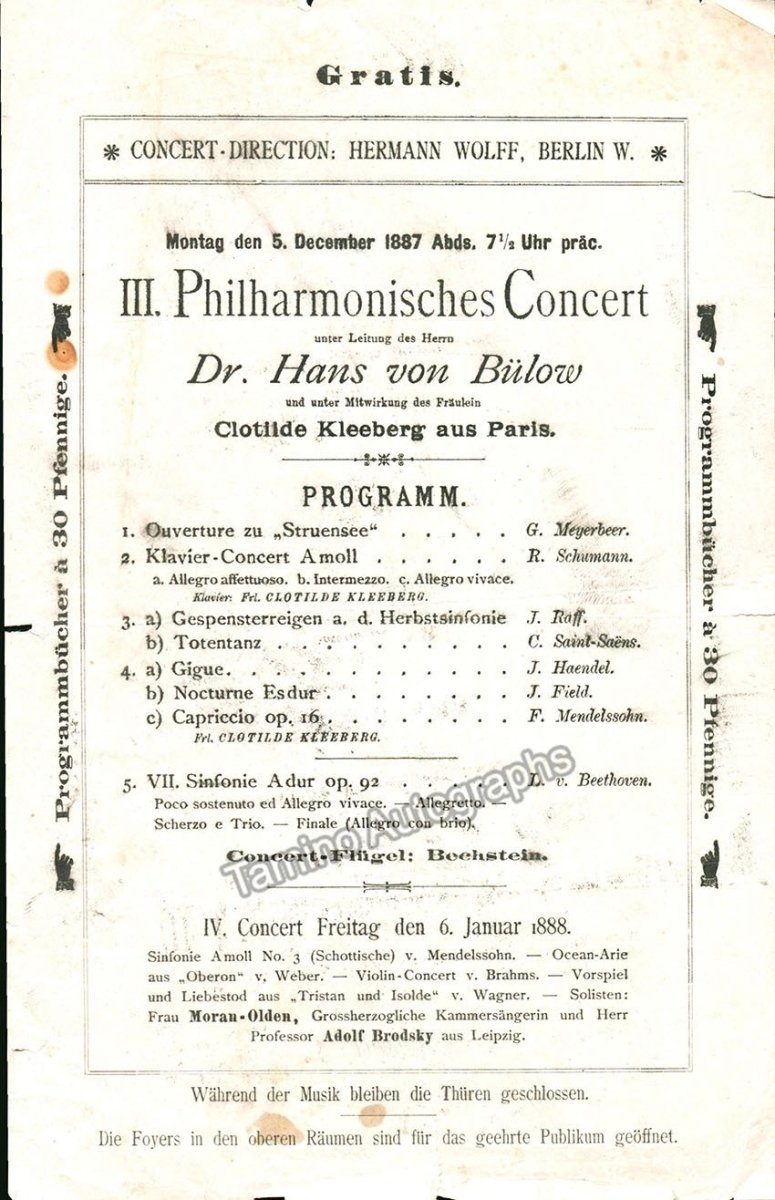 Gratis.
* CONCERT-DIRECTION: HERMANN WOLFF, BERLIN W. *
Montag den 5. December 1887 Abds. 7 1/2 Uhr präc.
III. Philharmonisches Concert
unter Leitung des Herrn
Dr. Hans von Bülow
und unter Mitwirkung des Fräulein
Clotilde Kleeberg aus Paris.
PROGRAMM.
1. Ouverture zu „Struensee“ . . . . . G. Meyerbeer.
2. Klavier-Concert Amoll . . . . . . R. Schumann.
a. Allegro affettuoso. b. Intermezzo. c. Allegro vivace.
Klavier: Frl. CLOTILDE KLEEBERG.
3. a) Gespensterreigen a. d. Herbstsinfonie J. Raff.
b) Totentanz . . . . . . . . . . C. Saint-Saëns.
4. a) Gigue. . . . . . . . . . . . J. Haendel.
b) Nocturne Esdur . . . . . . . . J. Field.
c) Capriccio op. 16 . . . . . . . . F. Mendelssohn.
Frl. CLOTILDE KLEEBERG.
5. VII. Sinfonie Adur op. 92 . . . . . L. v. Beethoven.
Poco sostenuto ed Allegro vivace. — Allegretto. —
Scherzo e Trio. — Finale (Allegro con brio).
Concert-Flügel: Bechstein.
IV. Concert Freitag den 6. Januar 1888.
Sinfonie Amoll No. 3 (Schottische) v. Mendelssohn. — Ocean-Arie
aus „Oberon“ v. Weber. — Violin-Concert v. Brahms. — Vorspiel
und Liebestod aus „Tristan und Isolde“ v. Wagner. — Solisten:
Frau Moran-Olden, Grossherzogliche Kammersängerin und Herr
Professor Adolf Brodsky aus Leipzig.
Während der Musik bleiben die Thüren geschlossen.
Die Foyers in den oberen Räumen sind für das geehrte Publikum geöffnet.
Programmbücher à 30 Pfennige.
Programmbücher à 30 Pfennige.
Tamino Autographs